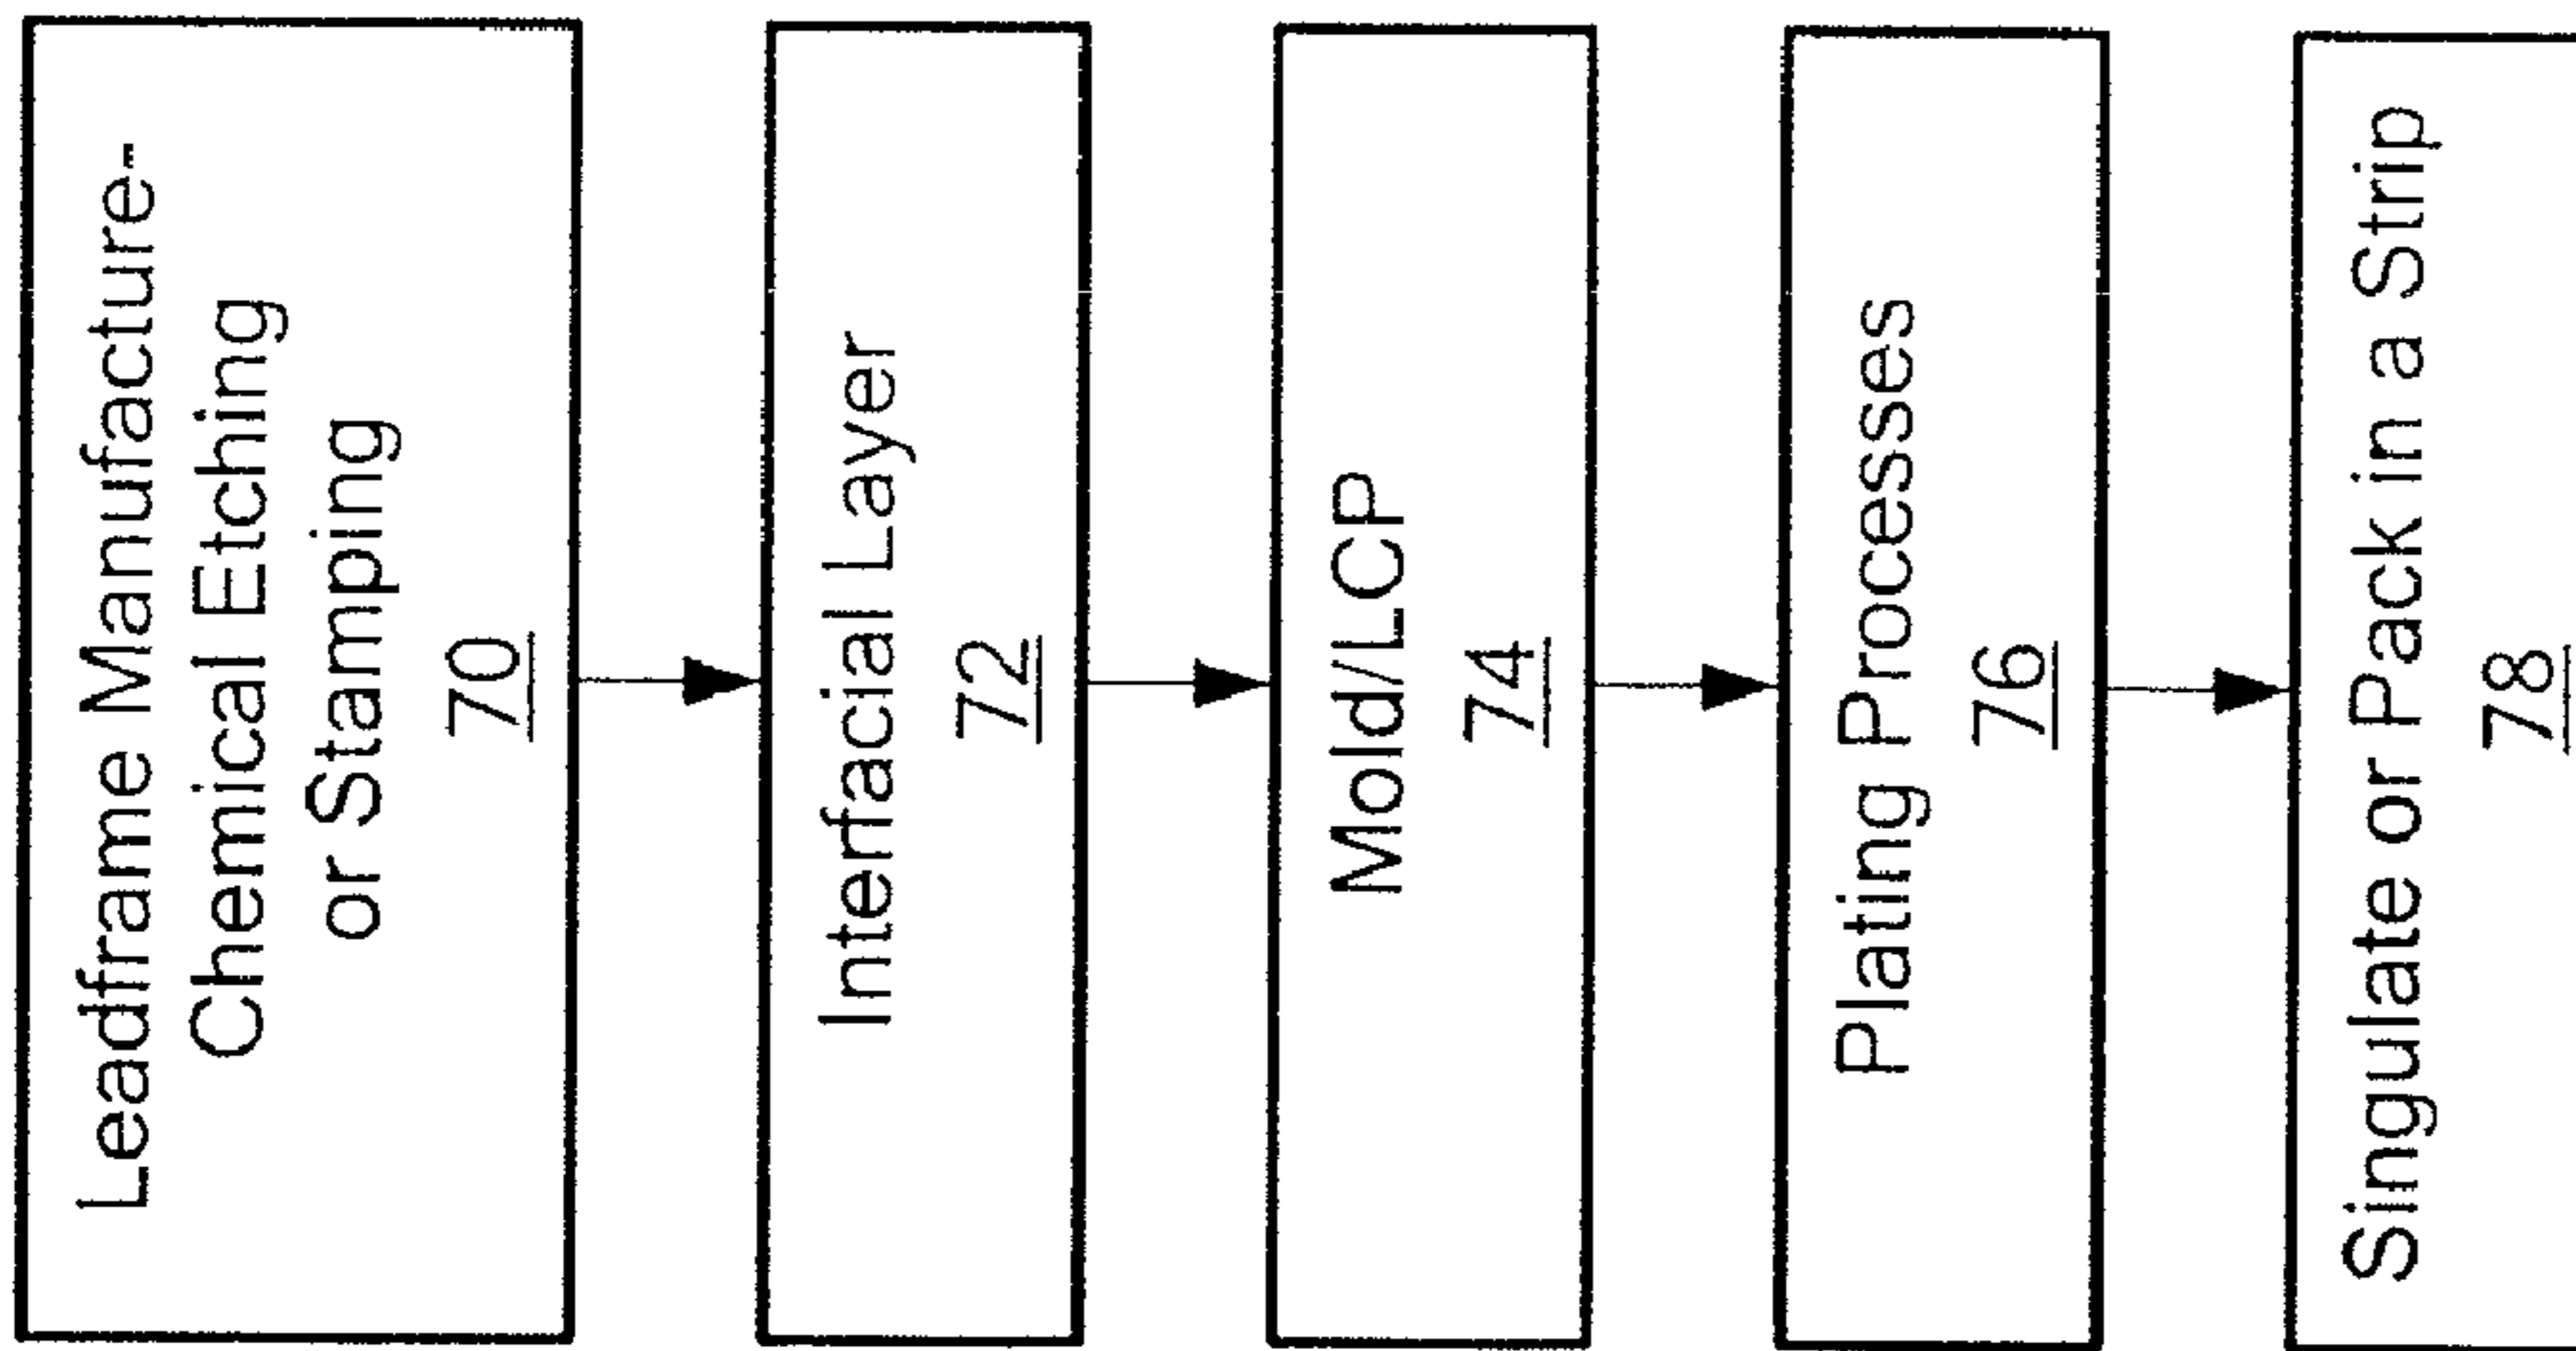 Leadframe Manufacture-
Chemical Etching
or Stamping
70
Interfacial Layer
72
Mold/LCP
74
Plating Processes
76
Singulate or Pack in a Strip
78